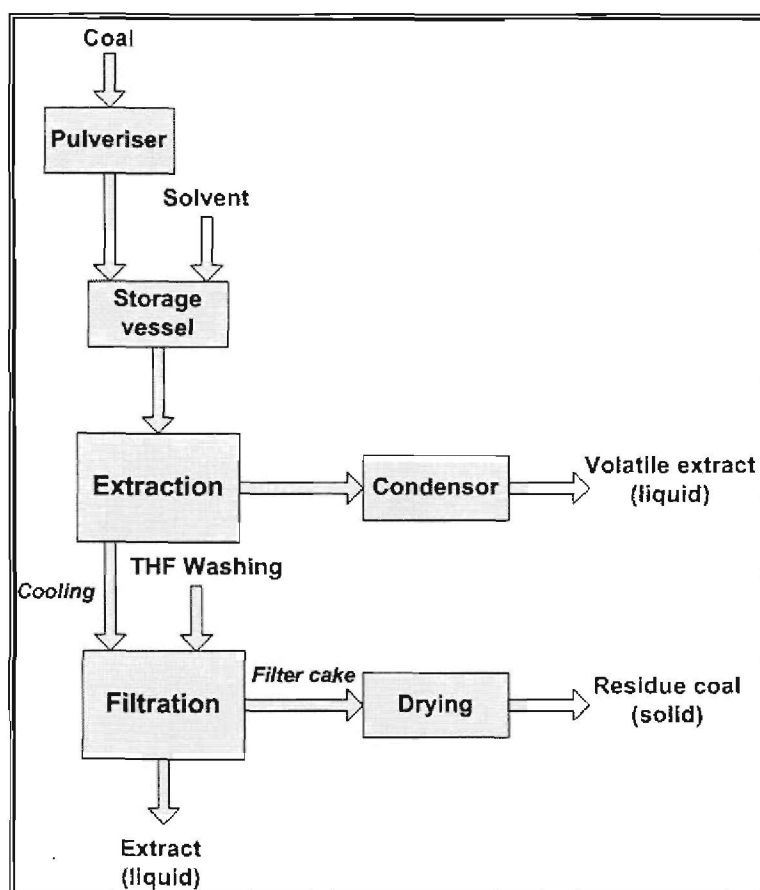 Coal
Pulveriser
Solvent
Storage
vessel
Extraction
Condensor
Volatile extract
(liquid)
THF Washing
Cooling
Filtration
Filter cake
Drying
Residue coal
(solid)
Extract
(liquid)